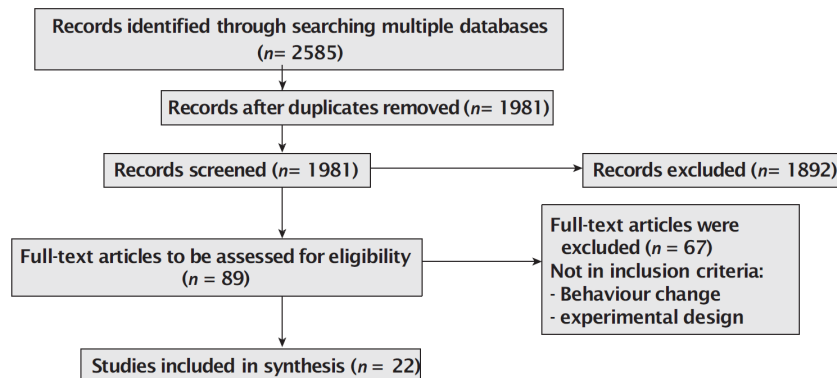 Records identified through searching multiple databases
(n= 2585)
Records after duplicates removed (n= 1981)
Records screened (n= 1981)
Records excluded (n= 1892)
Full-text articles to be assessed for eligibility
(n = 89)
Full-text articles were
excluded (n = 67)
Not in inclusion criteria:
- Behaviour change
- experimental design
Studies included in synthesis (n = 22)